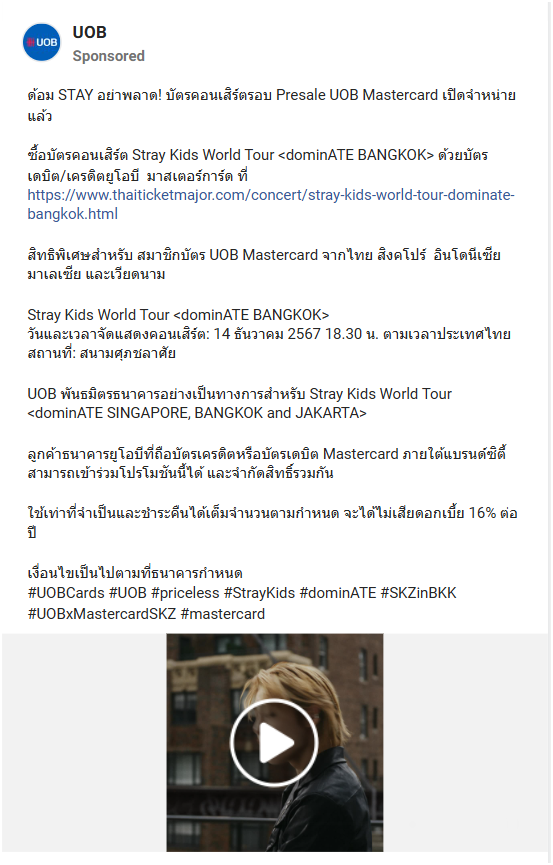 UOB
UOB
Sponsored
ด้อม STAY อย่าพลาด! บัตรคอนเสิร์ตรอบ Presale UOB Mastercard เปิดจำหน่าย
แล้ว
ซื้อบัตรคอนเสิร์ต Stray Kids World Tour <dominATE BANGKOK> ด้วยบัตร
เดบิต/เครดิตยูโอบี มาสเตอร์การ์ด ที่
https://www.thaiticketmajor.com/concert/stray-kids-world-tour-dominate-
bangkok.html
สิทธิพิเศษสำหรับ สมาชิกบัตร UOB Mastercard จากไทย สิงคโปร์ อินโดนีเซีย
มาเลเซีย และเวียดนาม
Stray Kids World Tour <dominATE BANGKOK>
วันและเวลาจัดแสดงคอนเสิร์ต: 14 ธันวาคม 2567 18.30 น. ตามเวลาประเทศไทย
สถานที่: สนามศุภชลาศัย
UOB พันธมิตรธนาคารอย่างเป็นทางการสำหรับ Stray Kids World Tour
<dominATE SINGAPORE, BANGKOK and JAKARTA>
ลูกค้าธนาคารยูโอบีที่ถือบัตรเครดิตหรือบัตรเดบิต Mastercard ภายใต้แบรนด์ซิตี้
สามารถเข้าร่วมโปรโมชันนี้ได้ และจำกัดสิทธิ์รวมกัน
ใช้เท่าที่จำเป็นและชำระคืนได้เต็มจำนวนตามกำหนด จะได้ไม่เสียดอกเบี้ย 16% ต่อ
ปี
เงื่อนไขเป็นไปตามที่ธนาคารกำหนด
#UOBCards #UOB #priceless #StrayKids #dominATE #SKZinBKK
#UOBxMastercardSKZ #mastercard